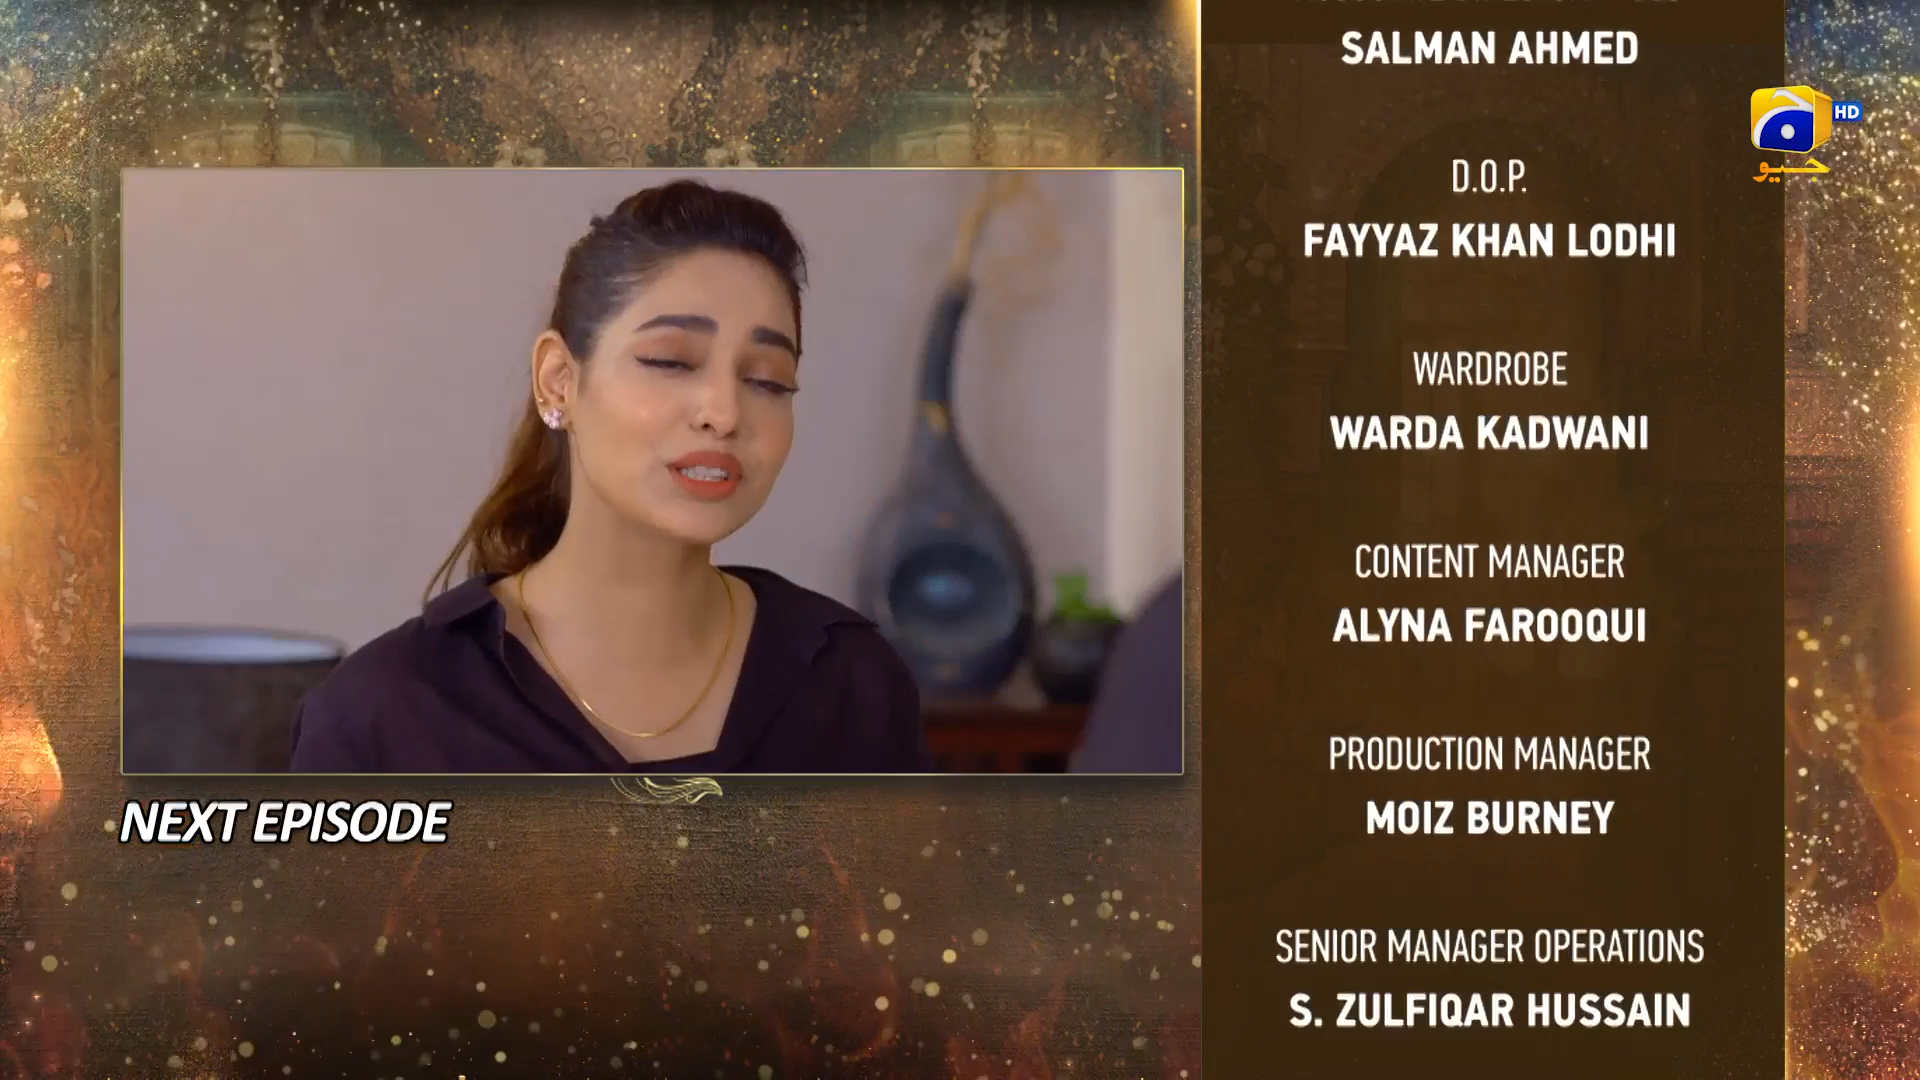 SALMAN AHMED
HD
جیو
D.O.P.
FAYYAZ KHAN LODHI
WARDROBE
WARDA KADWANI
CONTENT MANAGER
ALYNA FAROOQUI
PRODUCTION MANAGER
MOIZ BURNEY
NEXT EPISODE
SENIOR MANAGER OPERATIONS
S. ZULFIQAR HUSSAIN